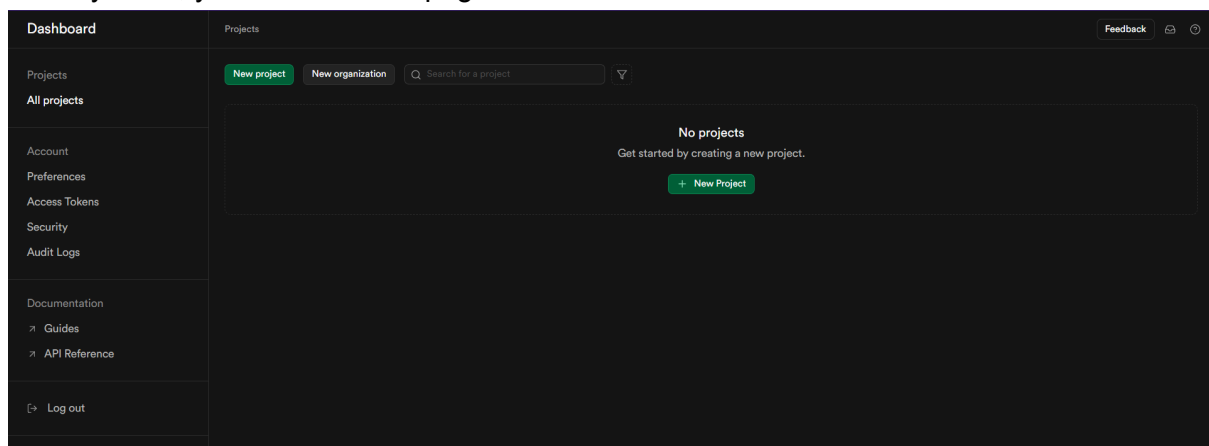 Dashboard
Projects
Feedback
Projects
All projects
Account
Preferences
Access Tokens
Security
Audit Logs
Documentation
Guides
API Reference
Log out
New project
New organization
Search for a project
No projects
Get started by creating a new project.
+ New Project